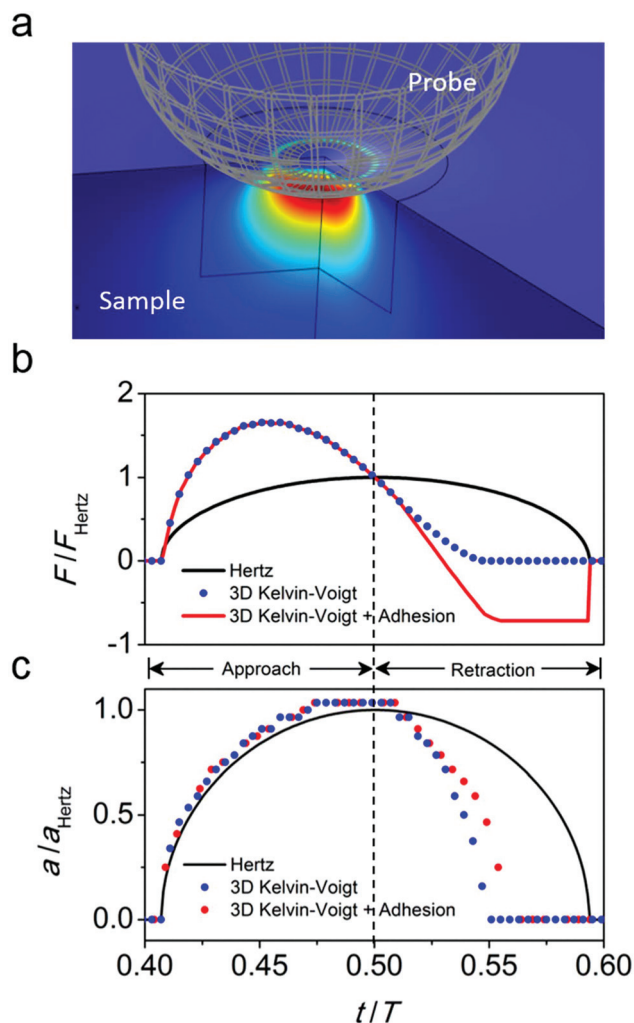 a
Probe
Sample
b
2
1
0
-1
F/F_Hertz
Hertz
3D Kelvin-Voigt
3D Kelvin-Voigt + Adhesion
Approach
Retraction
c
1.0
0.5
0.0
a/a_Hertz
Hertz
3D Kelvin-Voigt
3D Kelvin-Voigt + Adhesion
0.40 0.45 0.50 0.55 0.60
t/T